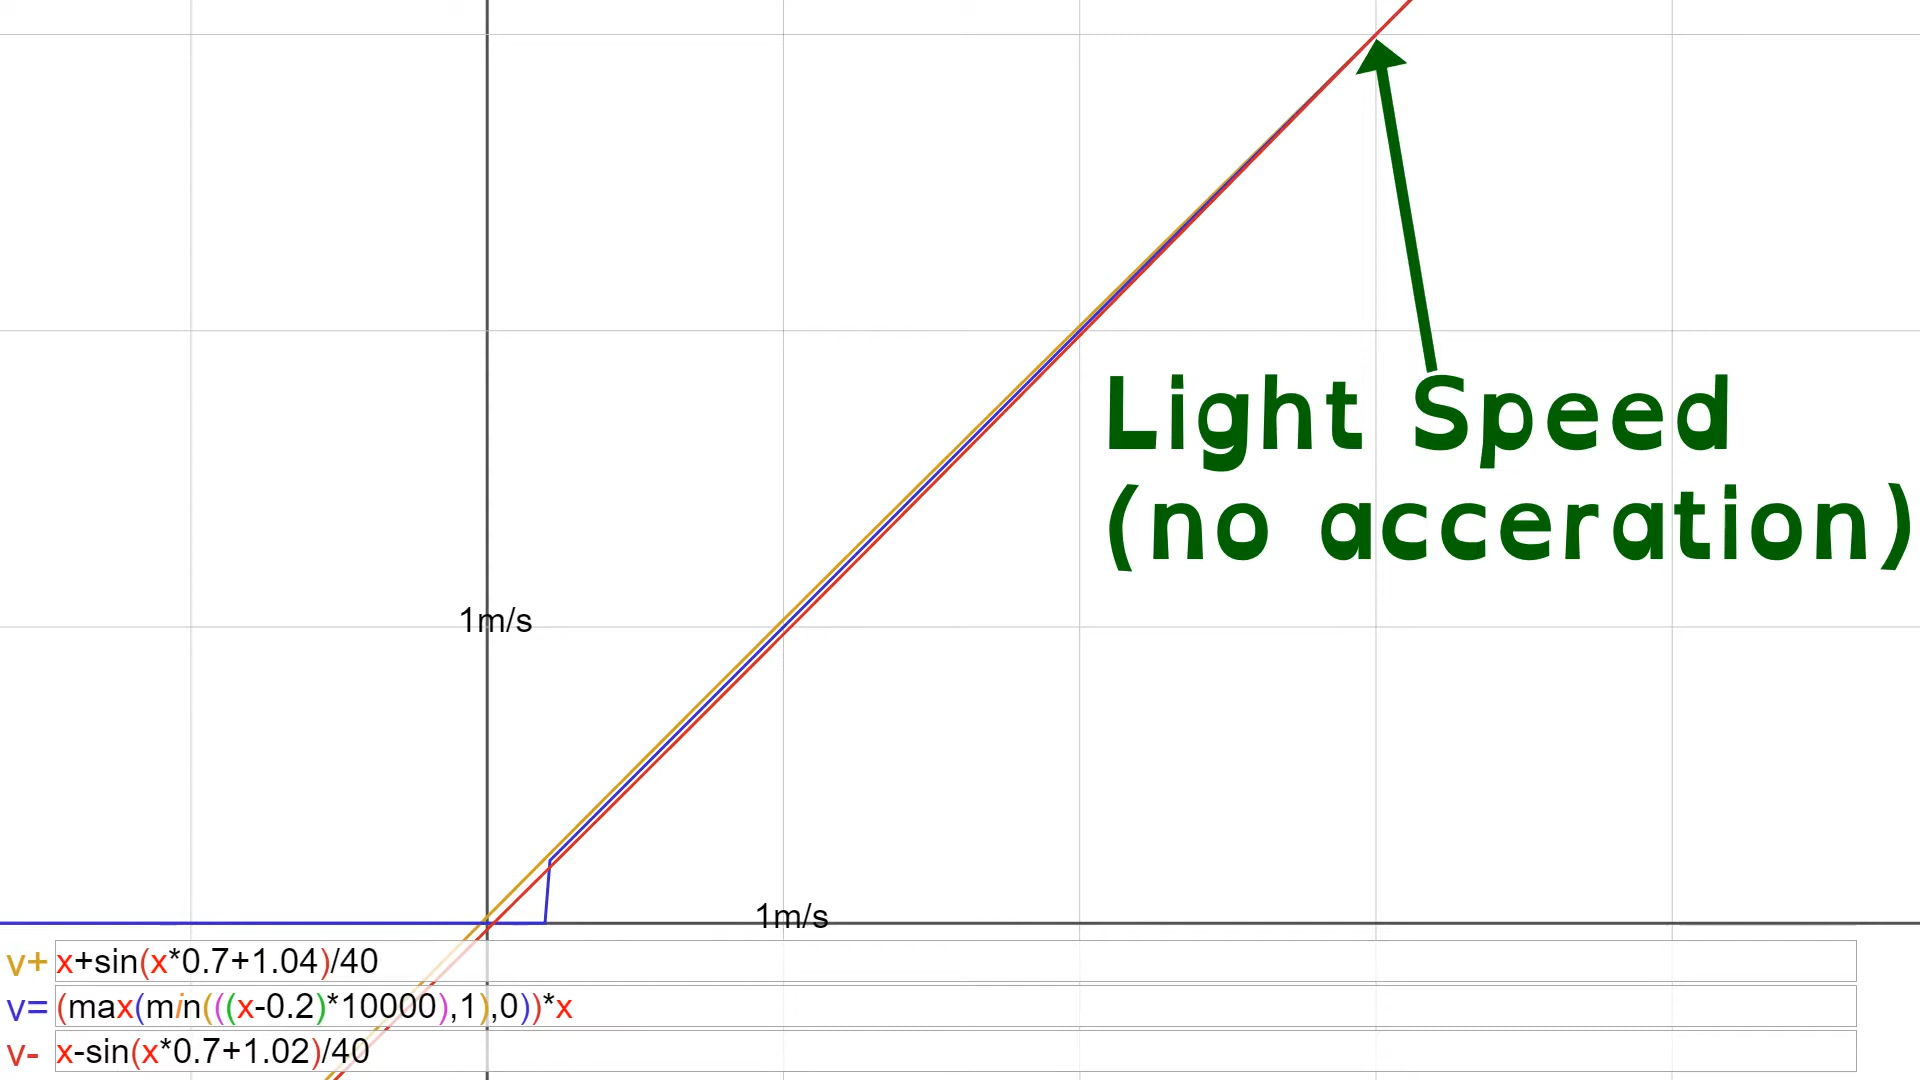 Light Speed
(no acceration)
1m/s
1m/s
v+ x+sin(x*0.7+1.04)/40
v= (max(min(((x-0.2)*10000),1),0))*x
v- x-sin(x*0.7+1.02)/40